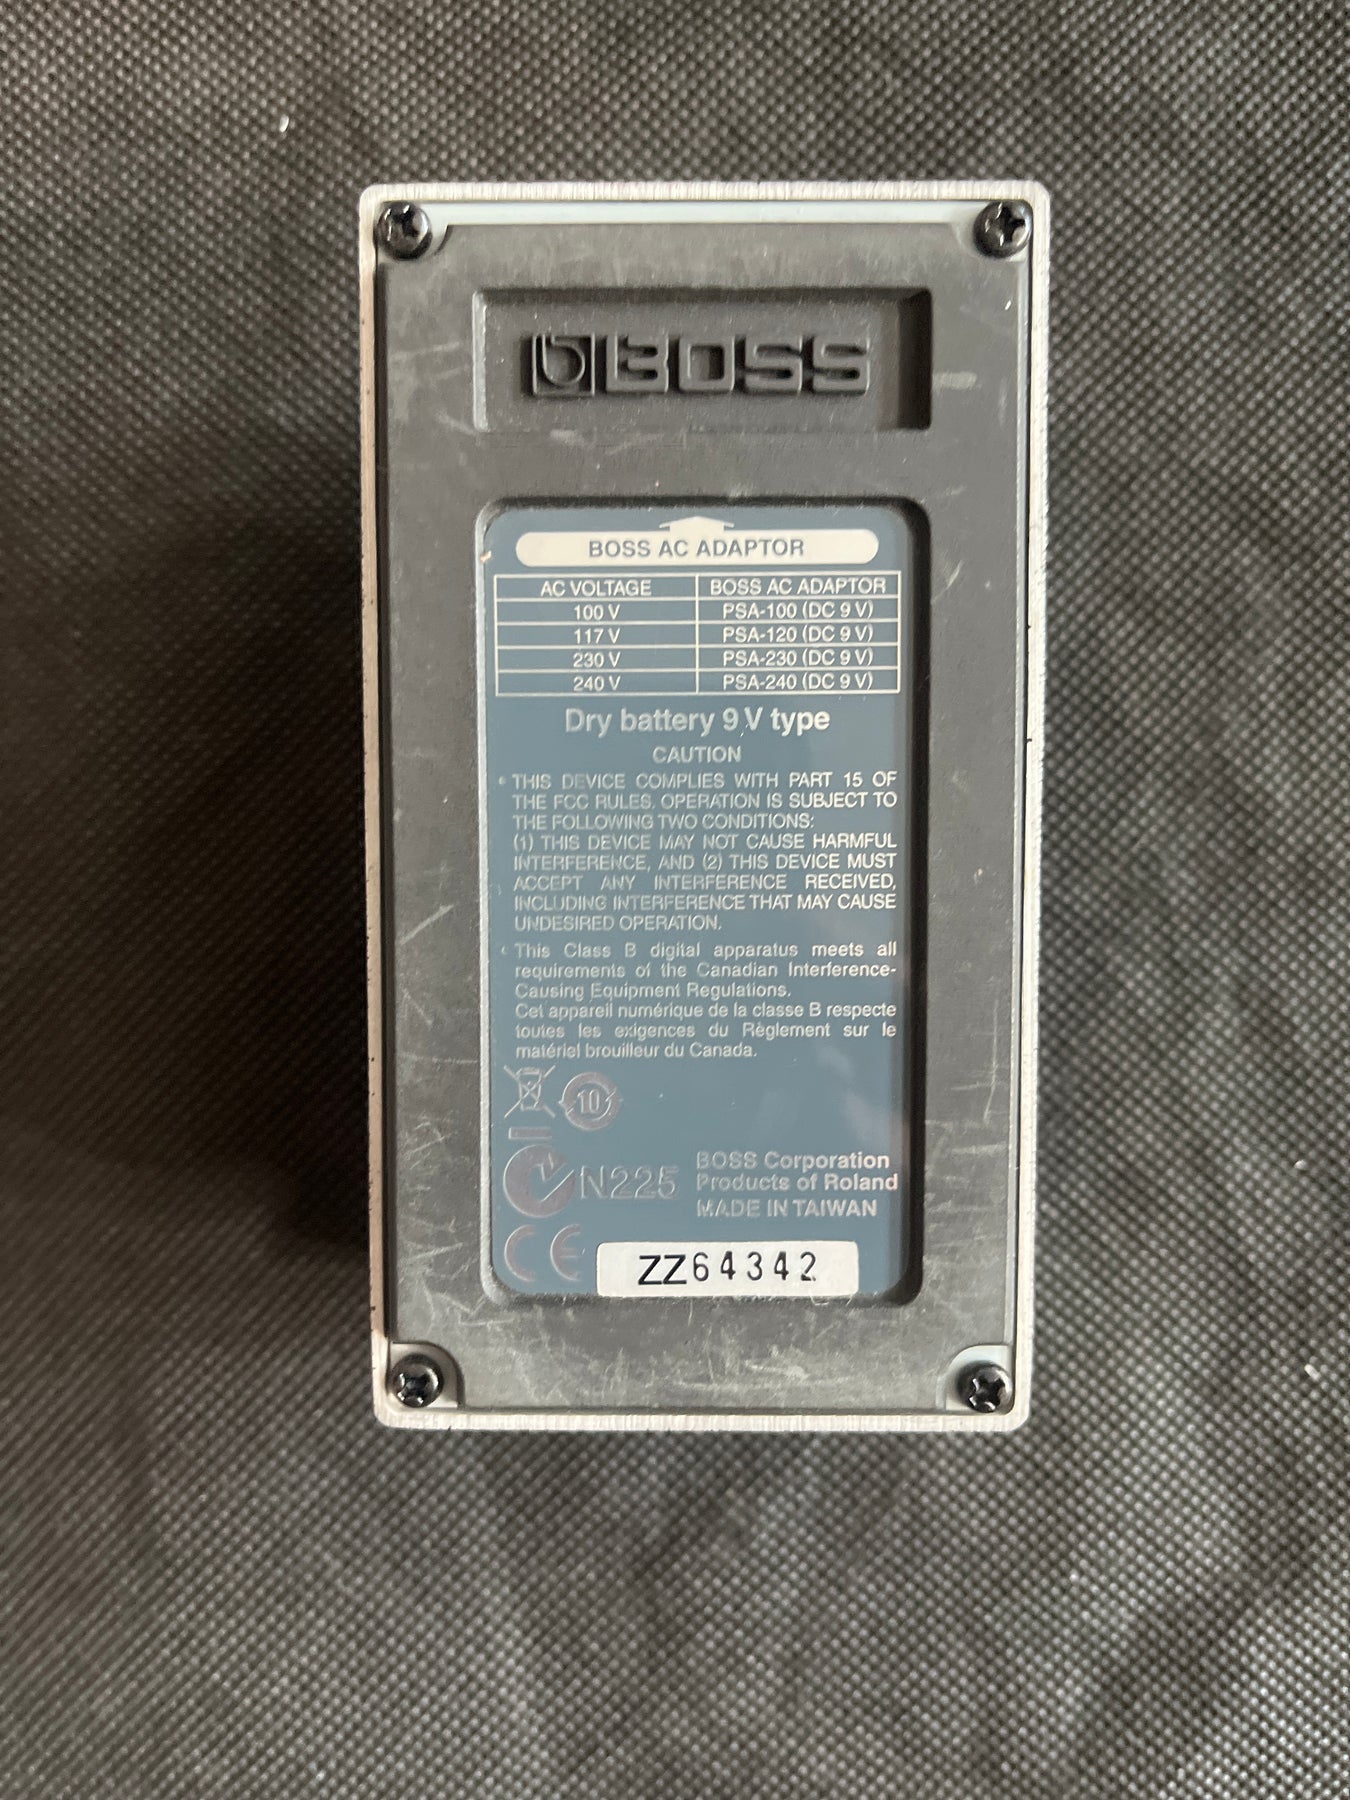 BOSS
BOSS AC ADAPTOR
AC VOLTAGE BOSS AC ADAPTOR
100 V PSA-100 (DC 9 V)
117 V PSA-120 (DC 9 V)
230 V PSA-230 (DC 9 V)
240 V PSA-240 (DC 9 V)
Dry battery 9 V type
CAUTION
• THIS DEVICE COMPLIES WITH PART 15 OF
THE FCC RULES. OPERATION IS SUBJECT TO
THE FOLLOWING TWO CONDITIONS:
(1) THIS DEVICE MAY NOT CAUSE HARMFUL
INTERFERENCE, AND (2) THIS DEVICE MUST
ACCEPT ANY INTERFERENCE RECEIVED,
INCLUDING INTERFERENCE THAT MAY CAUSE
UNDESIRED OPERATION.
• This Class B digital apparatus meets all
requirements of the Canadian Interference-
Causing Equipment Regulations.
Cet appareil numérique de la classe B respecte
toutes les exigences du Règlement sur le
matériel brouilleur du Canada.
10
N225
BOSS Corporation
Products of Roland
MADE IN TAIWAN
CE
ZZ64342